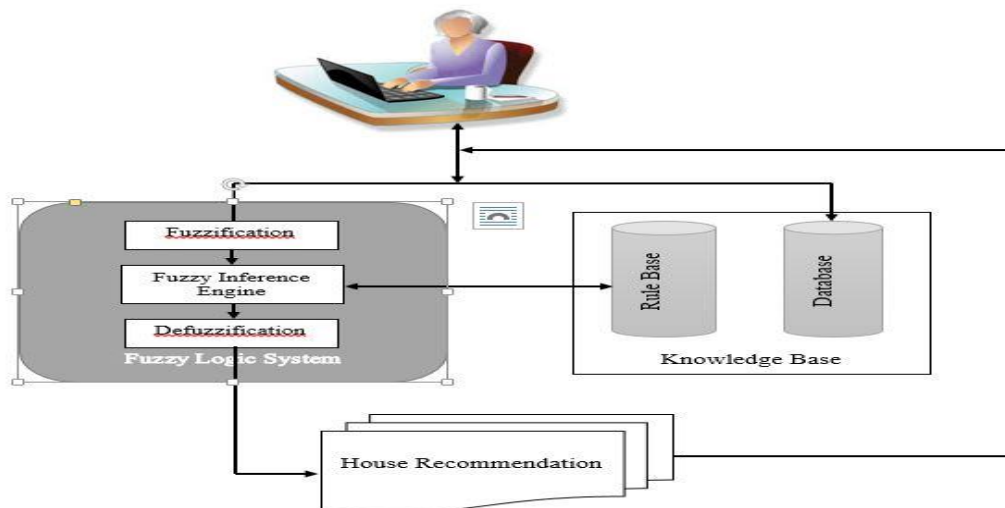 Fuzzification
Fuzzy Inference
Engine
Defuzzification
Fuzzy Logic System
Rule Base
Database
Knowledge Base
House Recommendation